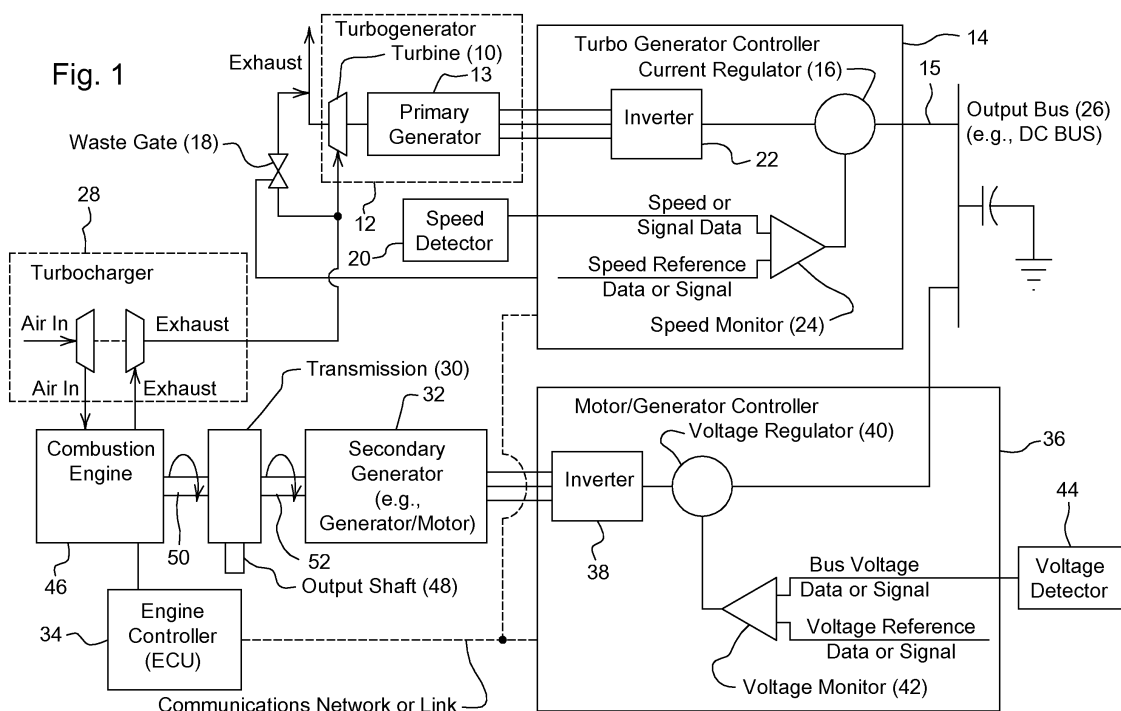 Fig. 1
Turbogenerator
Turbine (10)
13
Exhaust
Primary
Generator
Waste Gate (18)
12
Turbo Generator Controller
Current Regulator (16)
14
15
Inverter
22
Output Bus (26)
(e.g., DC BUS)
Speed
Detector
20
Speed or
Signal Data
Speed Reference
Data or Signal
Speed Monitor (24)
28
Turbocharger
Air In
Exhaust
Air In
Exhaust
Transmission (30)
32
Combustion
Engine
Secondary
Generator
(e.g.,
Generator/Motor)
46
50
52
Output Shaft (48)
Motor/Generator Controller
Voltage Regulator (40)
36
Inverter
38
44
Voltage
Detector
Bus Voltage
Data or Signal
Voltage Reference
Data or Signal
Voltage Monitor (42)
34
Engine
Controller
(ECU)
Communications Network or Link